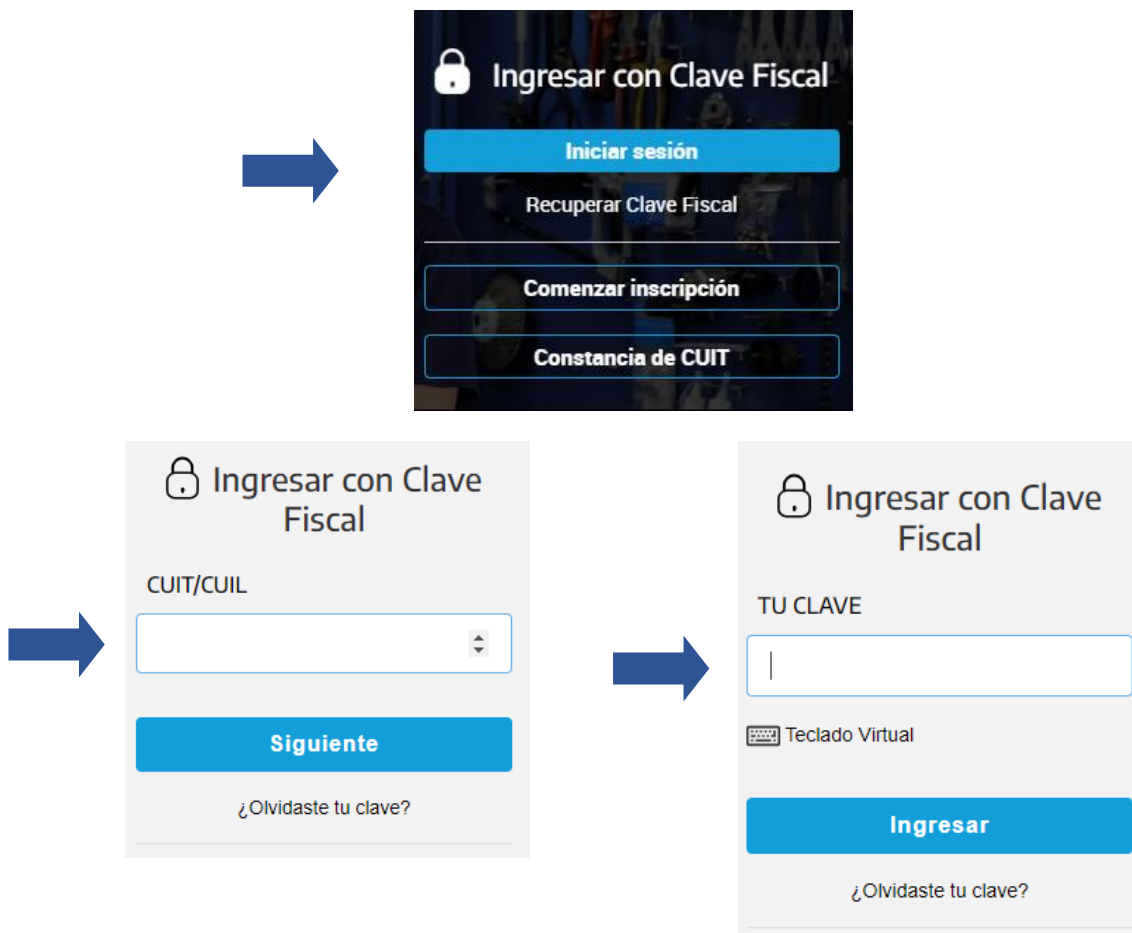 Ingresar con Clave Fiscal
Iniciar sesión
Recuperar Clave Fiscal
Comenzar inscripción
Constancia de CUIT
Ingresar con Clave
Fiscal
CUIT/CUIL
Siguiente
¿Olvidaste tu clave?
Ingresar con Clave
Fiscal
TU CLAVE
Teclado Virtual
Ingresar
¿Olvidaste tu clave?